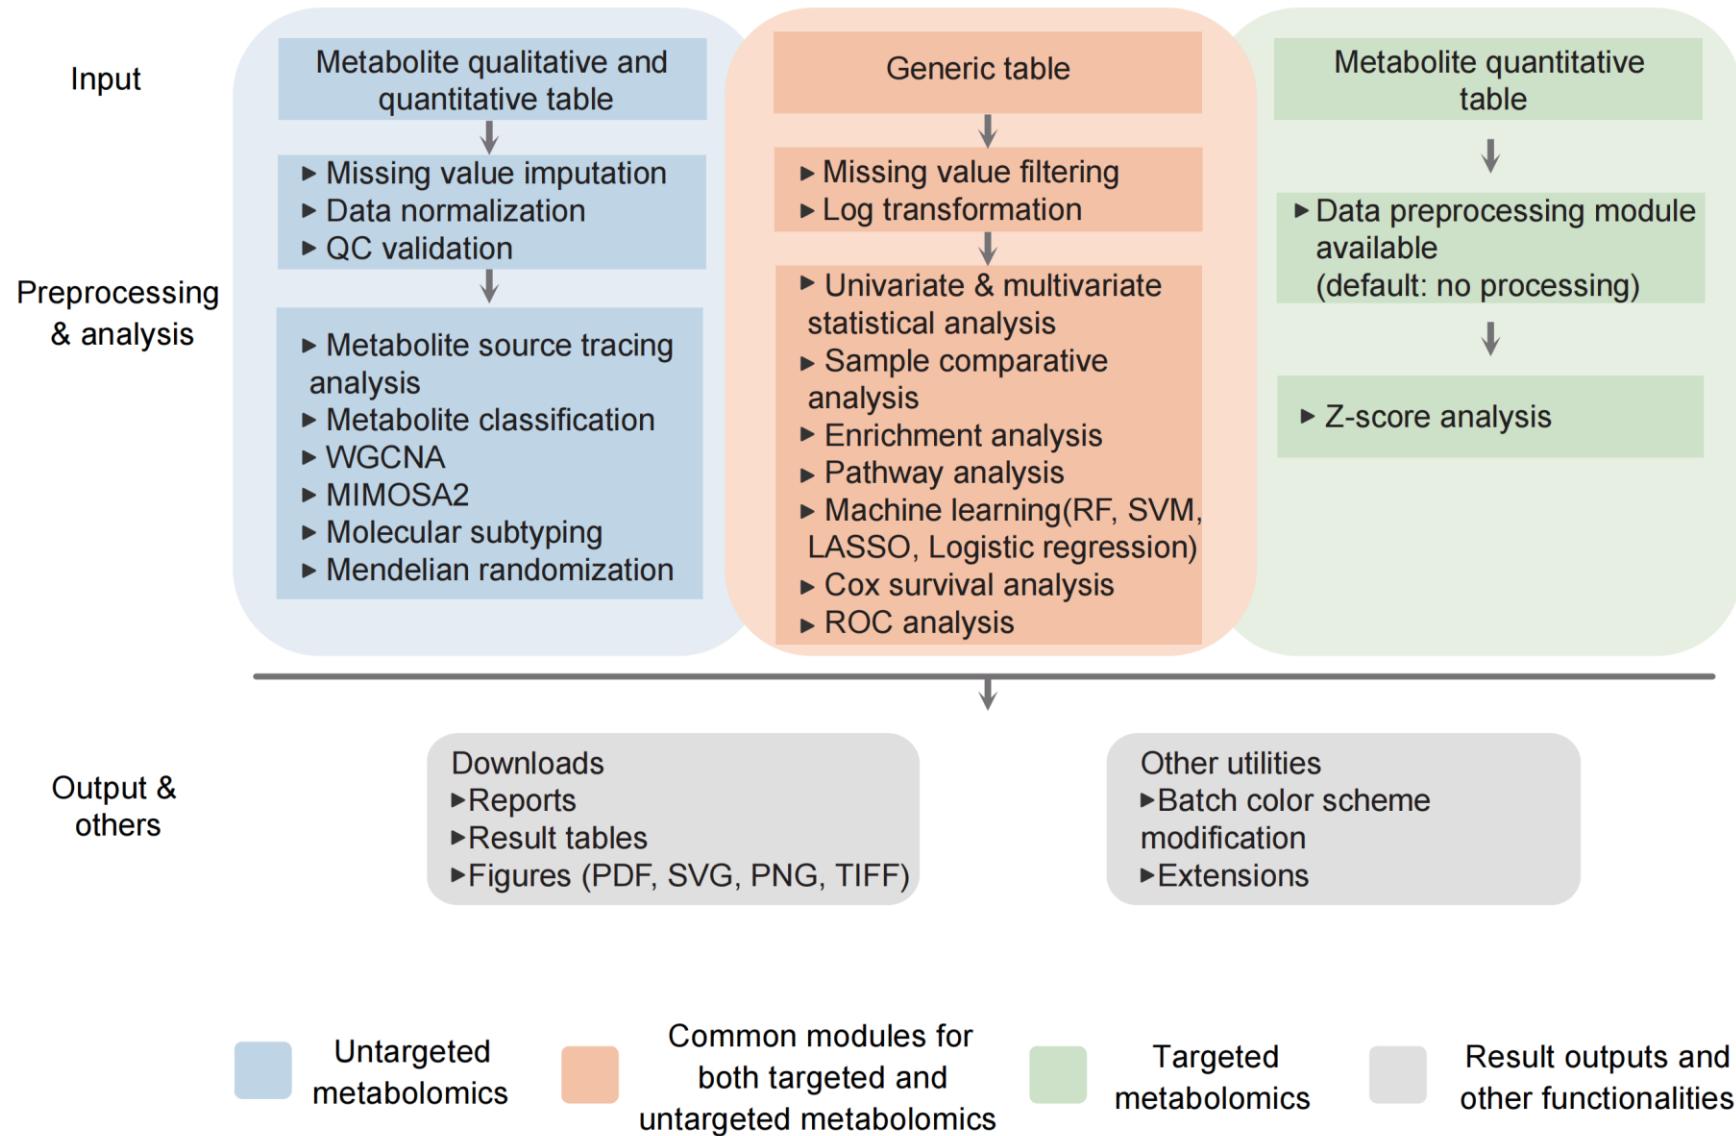 Input
Metabolite qualitative and
quantitative table
Generic table
Metabolite quantitative
table
Preprocessing
& analysis
▶ Missing value imputation
▶ Data normalization
▶ QC validation
▶ Metabolite source tracing
analysis
▶ Metabolite classification
▶ WGCNA
▶ MIMOSA2
▶ Molecular subtyping
▶ Mendelian randomization
▶ Missing value filtering
▶ Log transformation
▶ Univariate & multivariate
statistical analysis
▶ Sample comparative
analysis
▶ Enrichment analysis
▶ Pathway analysis
▶ Machine learning(RF, SVM,
LASSO, Logistic regression)
▶ Cox survival analysis
▶ ROC analysis
▶ Data preprocessing module
available
(default: no processing)
▶ Z-score analysis
Output &
others
Downloads
▶Reports
▶Result tables
▶Figures (PDF, SVG, PNG, TIFF)
Other utilities
▶Batch color scheme
modification
▶Extensions
Untargeted
metabolomics
Common modules for
both targeted and
untargeted metabolomics
Targeted
metabolomics
Result outputs and
other functionalities